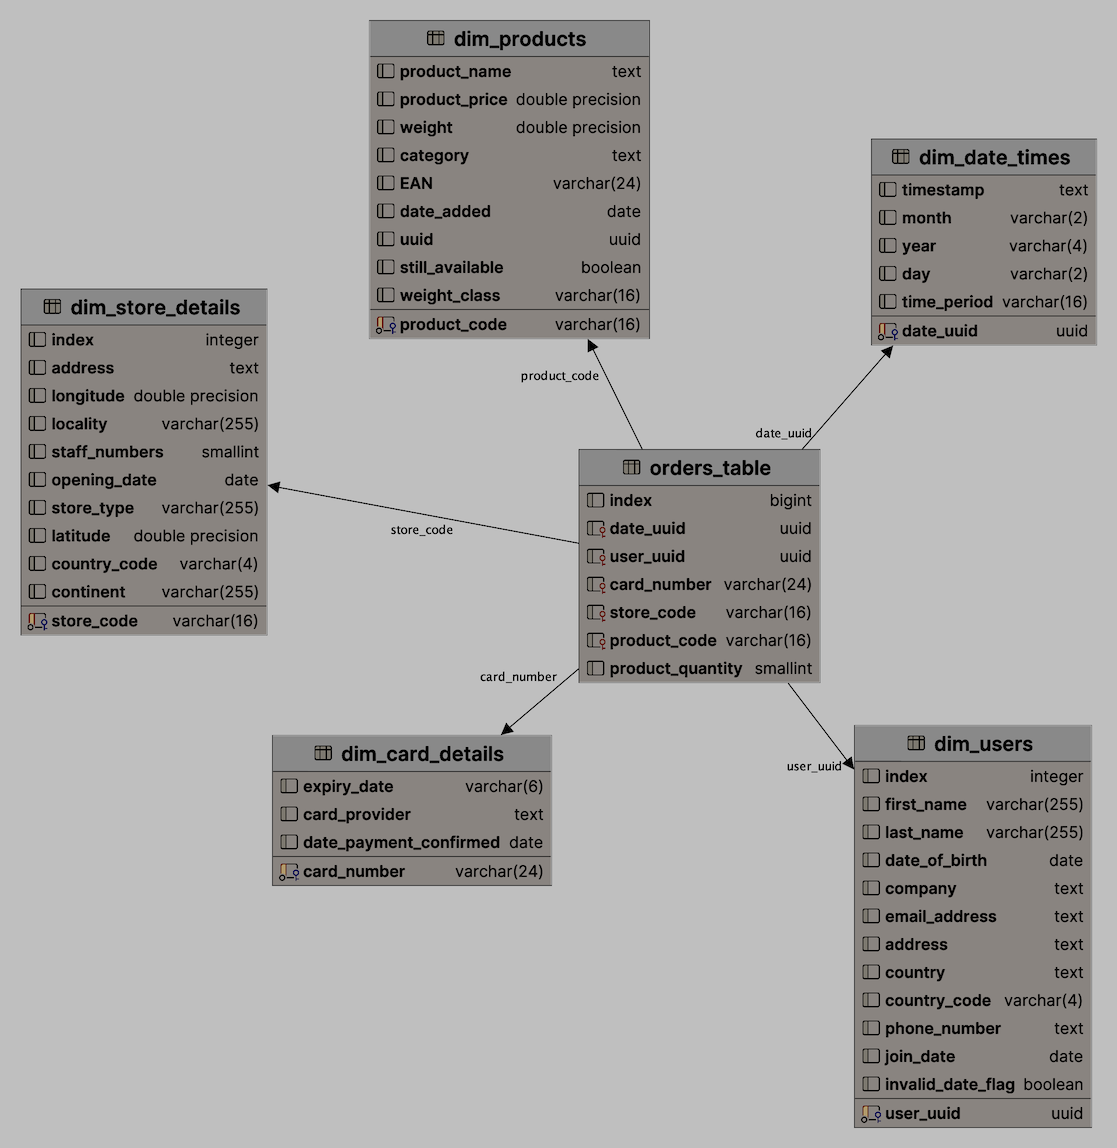 dim_products
product_name text
product_price double precision
weight double precision
category text
EAN varchar(24)
date_added date
uuid uuid
still_available boolean
weight_class varchar(16)
product_code varchar(16)
dim_date_times
timestamp text
month varchar(2)
year varchar(4)
day varchar(2)
time_period varchar(16)
date_uuid uuid
dim_store_details
index integer
address text
longitude double precision
locality varchar(255)
staff_numbers smallint
opening_date date
store_type varchar(255)
latitude double precision
country_code varchar(4)
continent varchar(255)
store_code varchar(16)
product_code
date_uuid
store_code
orders_table
index bigint
date_uuid uuid
user_uuid uuid
card_number varchar(24)
store_code varchar(16)
product_code varchar(16)
product_quantity smallint
card_number
user_uuid
dim_card_details
expiry_date varchar(6)
card_provider text
date_payment_confirmed date
card_number varchar(24)
dim_users
index integer
first_name varchar(255)
last_name varchar(255)
date_of_birth date
company text
email_address text
address text
country text
country_code varchar(4)
phone_number text
join_date date
invalid_date_flag boolean
user_uuid uuid